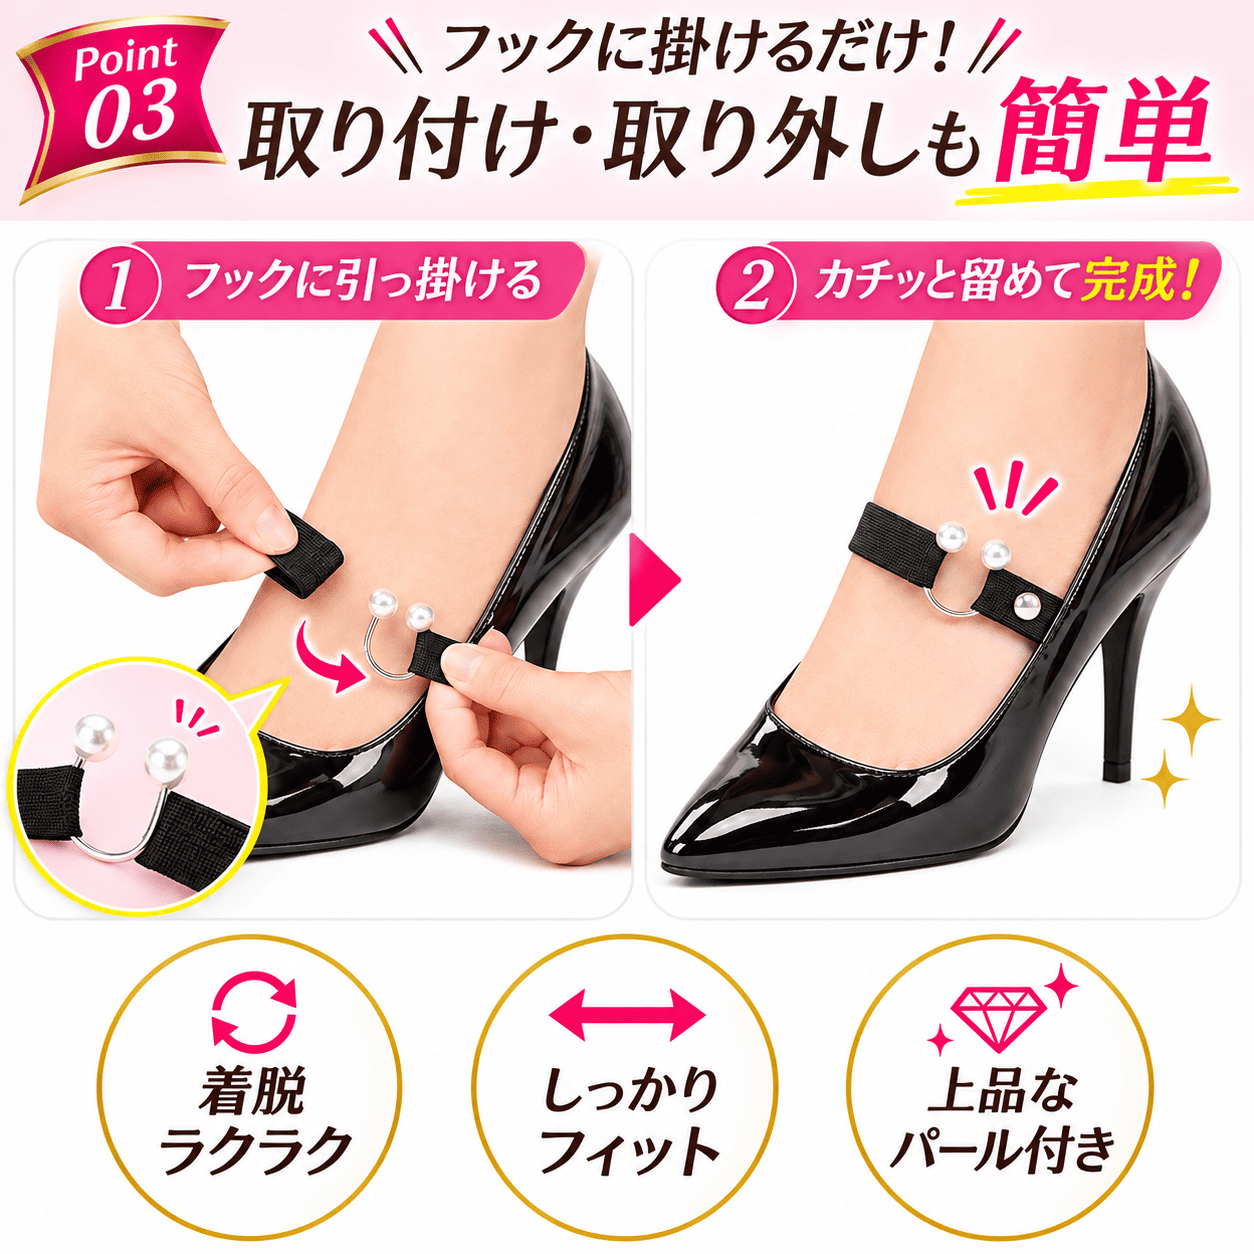 Point
03
フックに掛けるだけ!
取り付け・取り外しも簡単
1 フックに引っ掛ける
2 カチッと留めて完成!
着脱
ラクラク
しっかり
フィット
上品な
パール付き